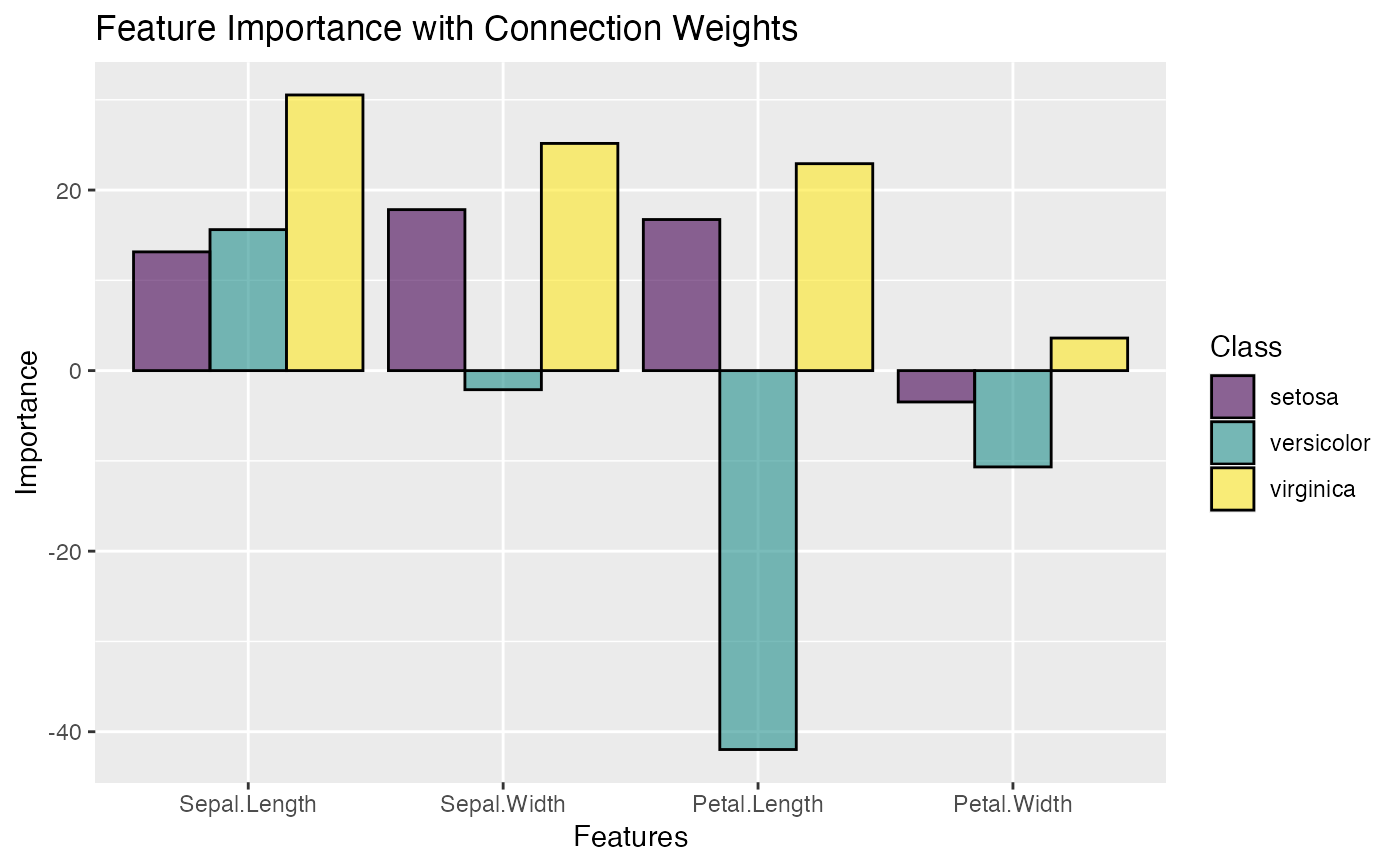 Feature Importance with Connection Weights
Importance
20
0
-20
-40
Sepal.Length Sepal.Width Petal.Length Petal.Width
Features
Class
setosa
versicolor
virginica